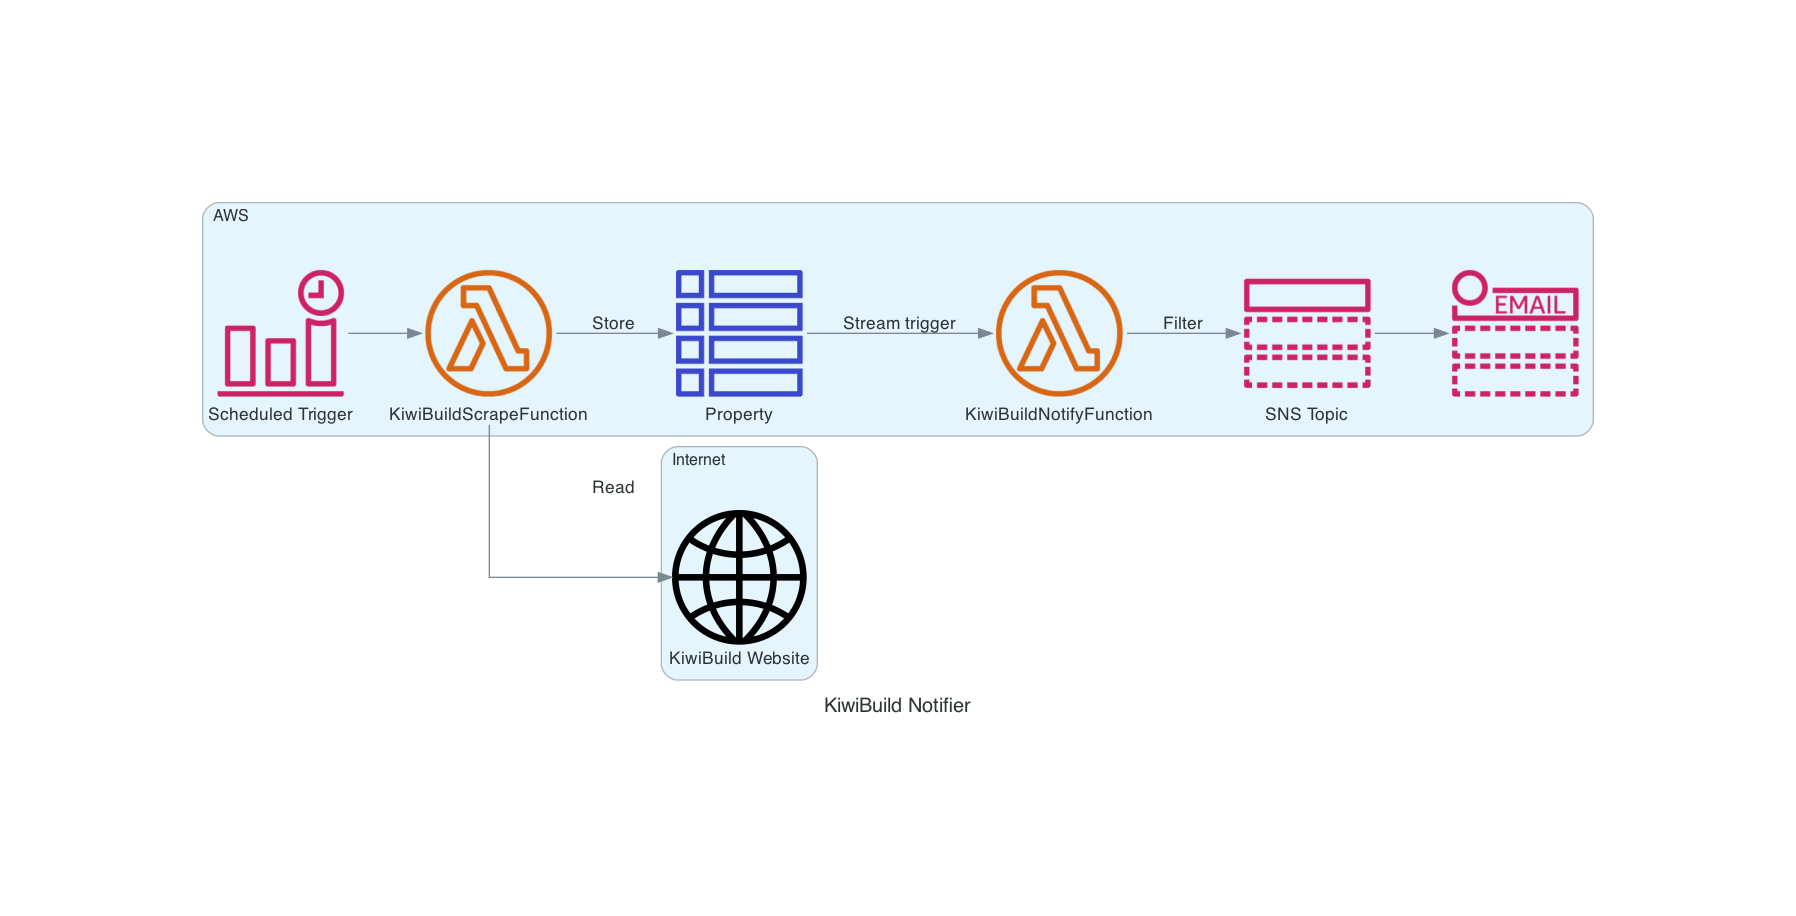 AWS
EMAIL
Store
Stream trigger
Filter
Scheduled Trigger
KiwiBuildScrapeFunction
Property
KiwiBuildNotifyFunction
SNS Topic
Internet
Read
KiwiBuild Website
KiwiBuild Notifier